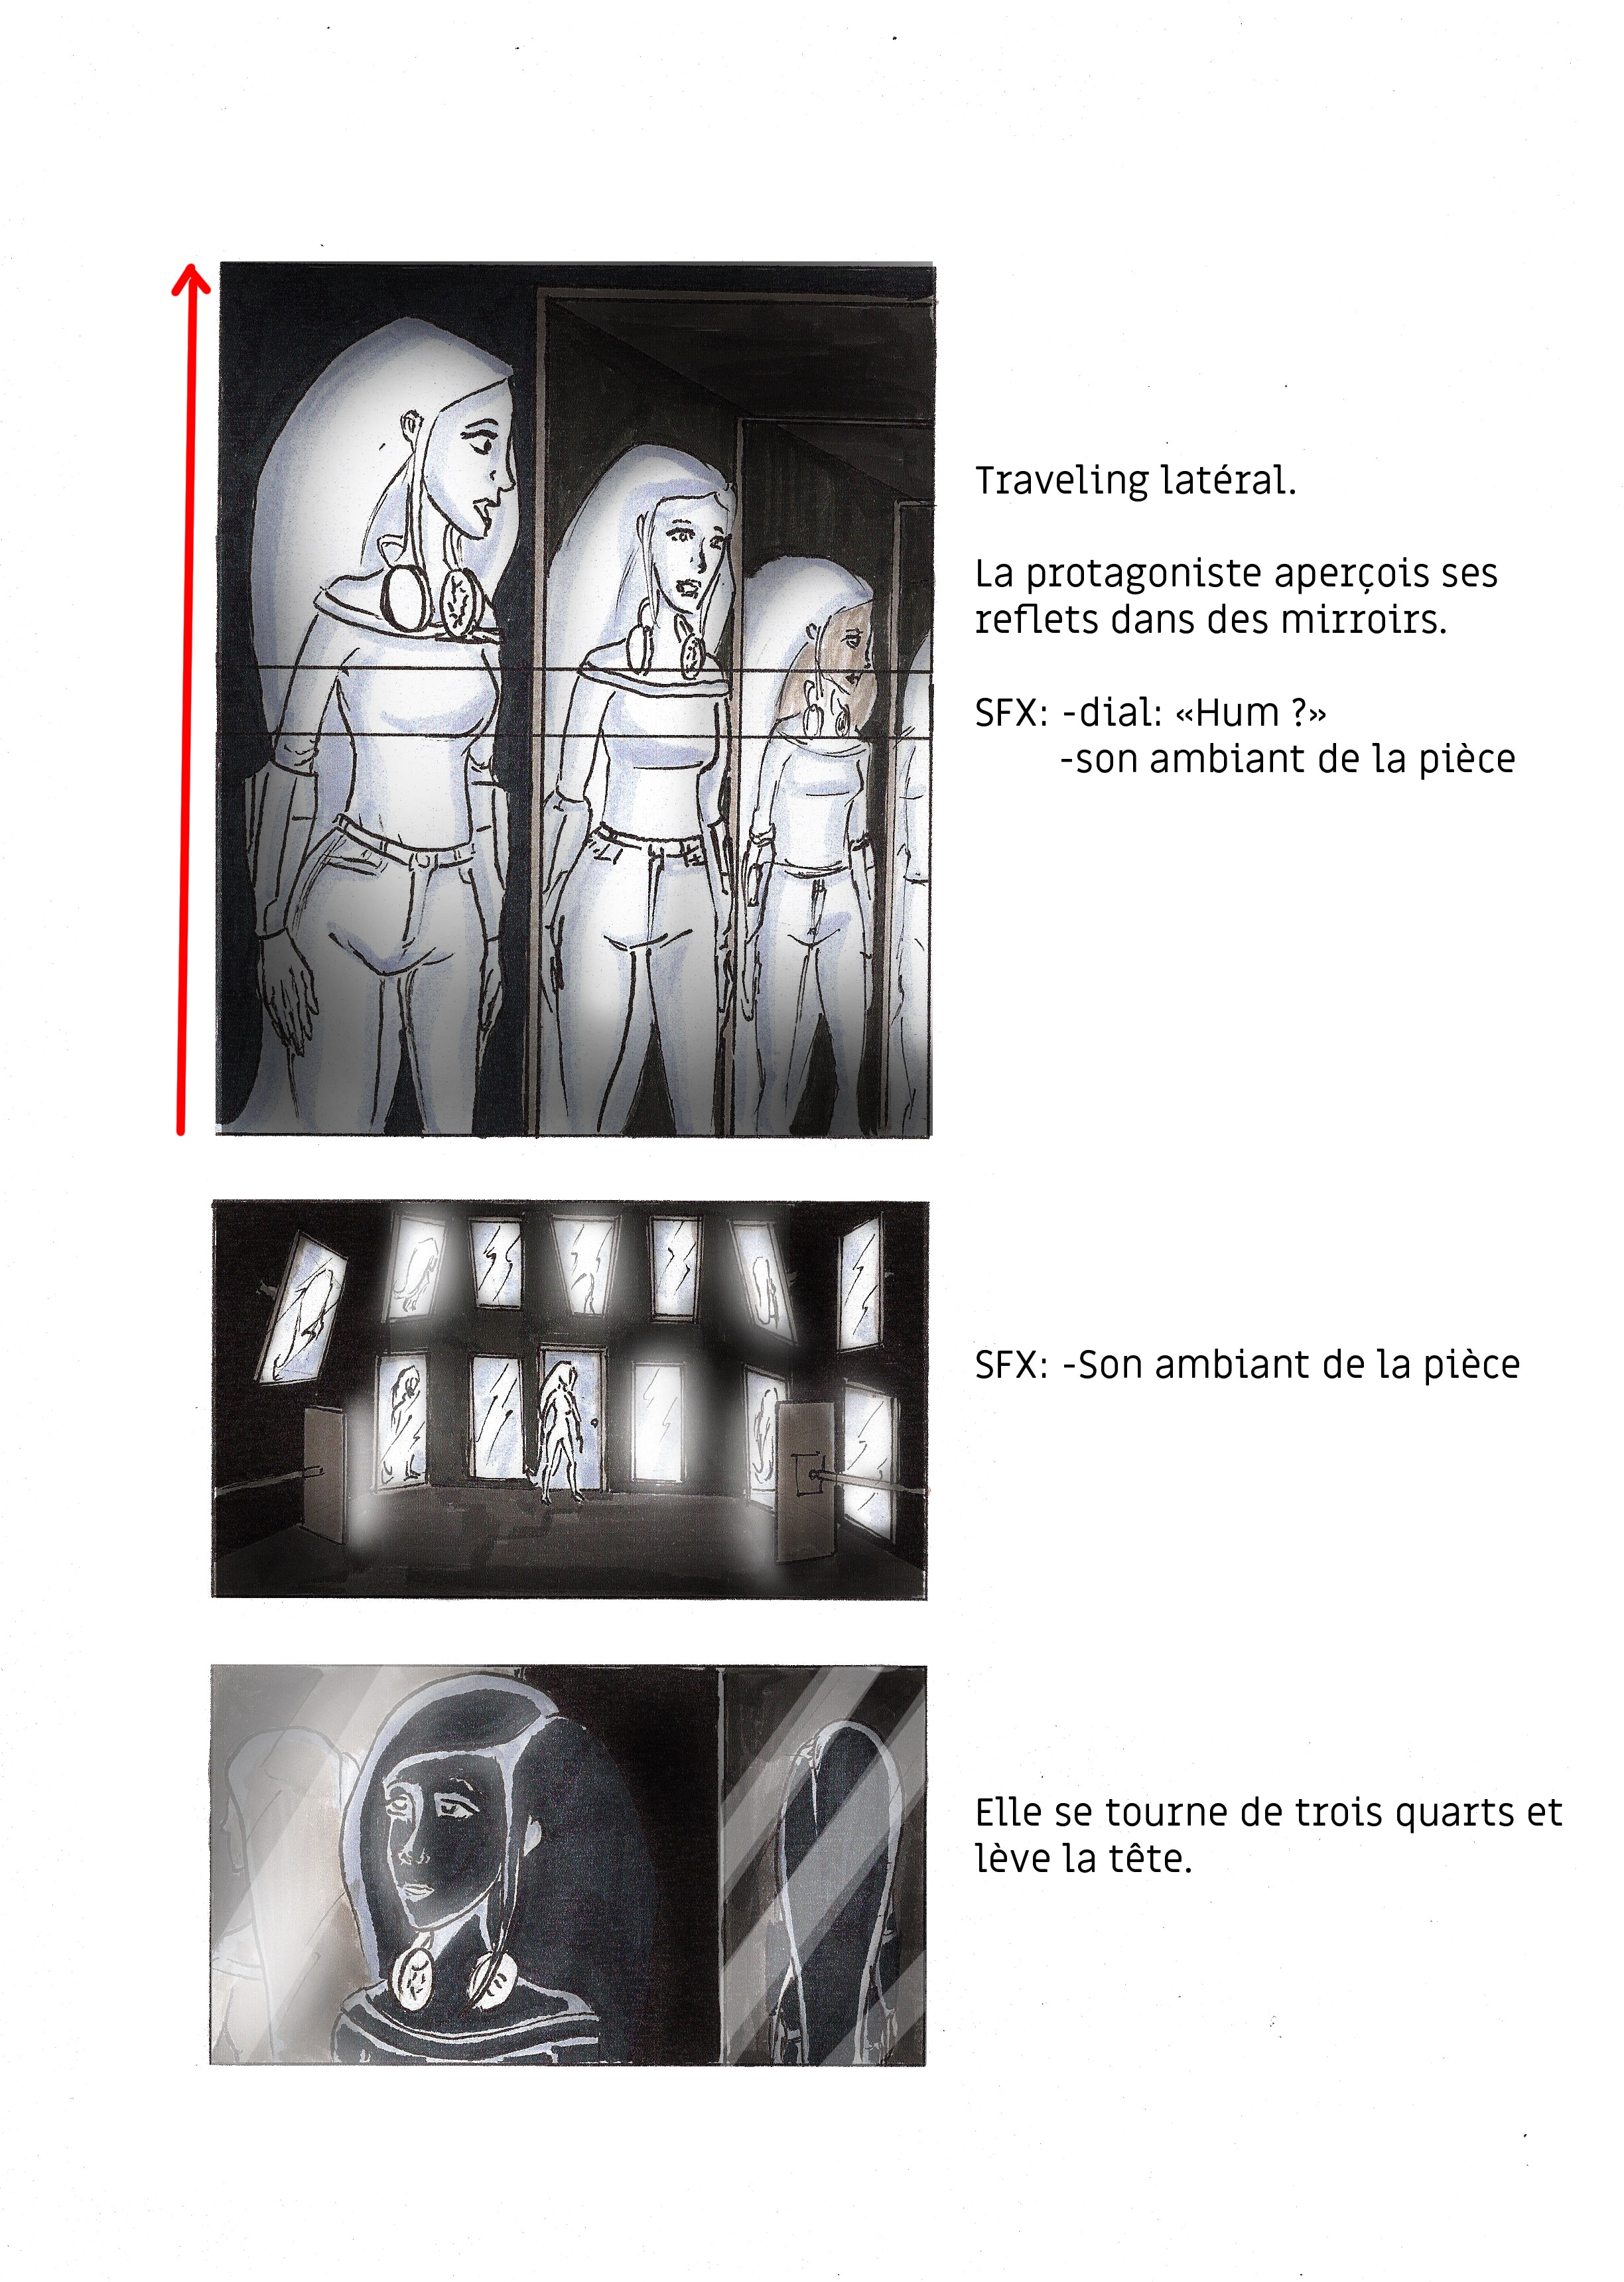 Traveling latéral.
La protagoniste aperçois ses
reflets dans des mirroirs.
SFX: -dial: «Hum ?»
-son ambiant de la pièce
SFX: -Son ambiant de la pièce
Elle se tourne de trois quarts et
lève la tête.